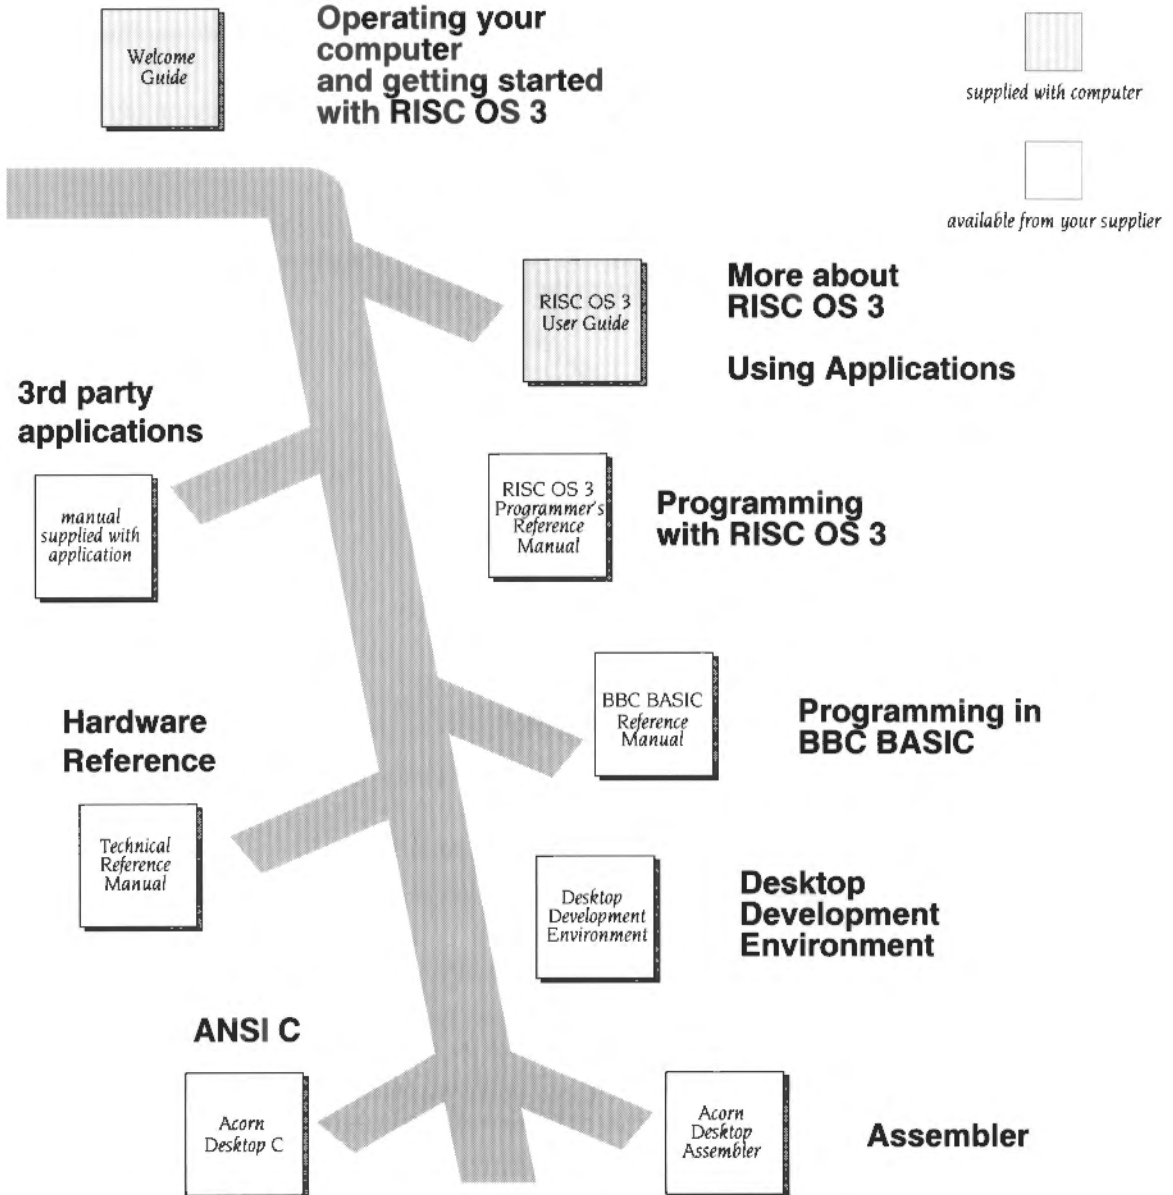 Welcome
Guide
Operating your
computer
and getting started
with RISC OS 3
supplied with computer
available from your supplier
RISC OS 3
User Guide
More about
RISC OS 3
Using Applications
3rd party
applications
manual
supplied with
application
RISC OS 3
Programmer's
Reference
Manual
Programming
with RISC OS 3
BBC BASIC
Reference
Manual
Programming in
BBC BASIC
Hardware
Reference
Technical
Reference
Manual
Desktop
Development
Environment
Desktop
Development
Environment
ANSI C
Acorn
Desktop C
Acorn
Desktop
Assembler
Assembler